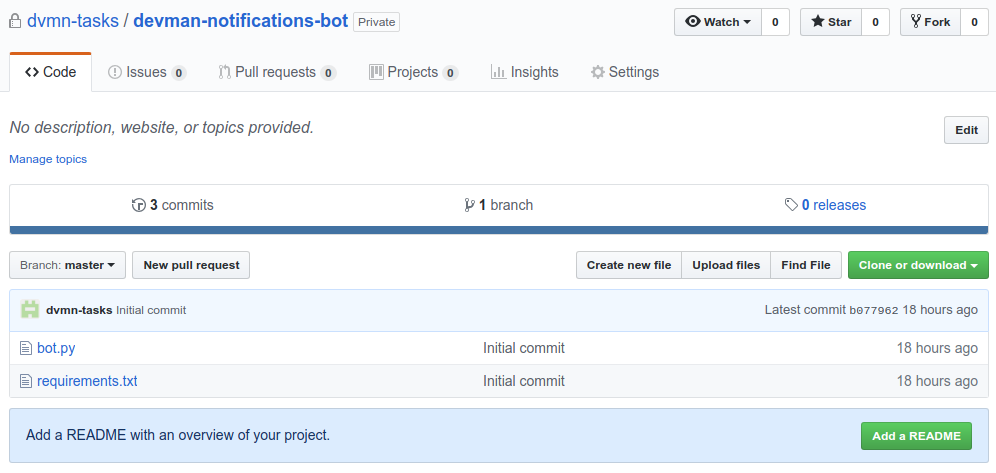 dvmn-tasks / devman-notifications-bot Private Watch 0 Star 0 Fork 0
Code Issues 0 Pull requests 0 Projects 0 Insights Settings
No description, website, or topics provided. Edit
Manage topics
3 commits 1 branch 0 releases
Branch: master New pull request Create new file Upload files Find File Clone or download
dvmn-tasks Initial commit Latest commit b077962 18 hours ago
bot.py Initial commit 18 hours ago
requirements.txt Initial commit 18 hours ago
Add a README with an overview of your project. Add a README